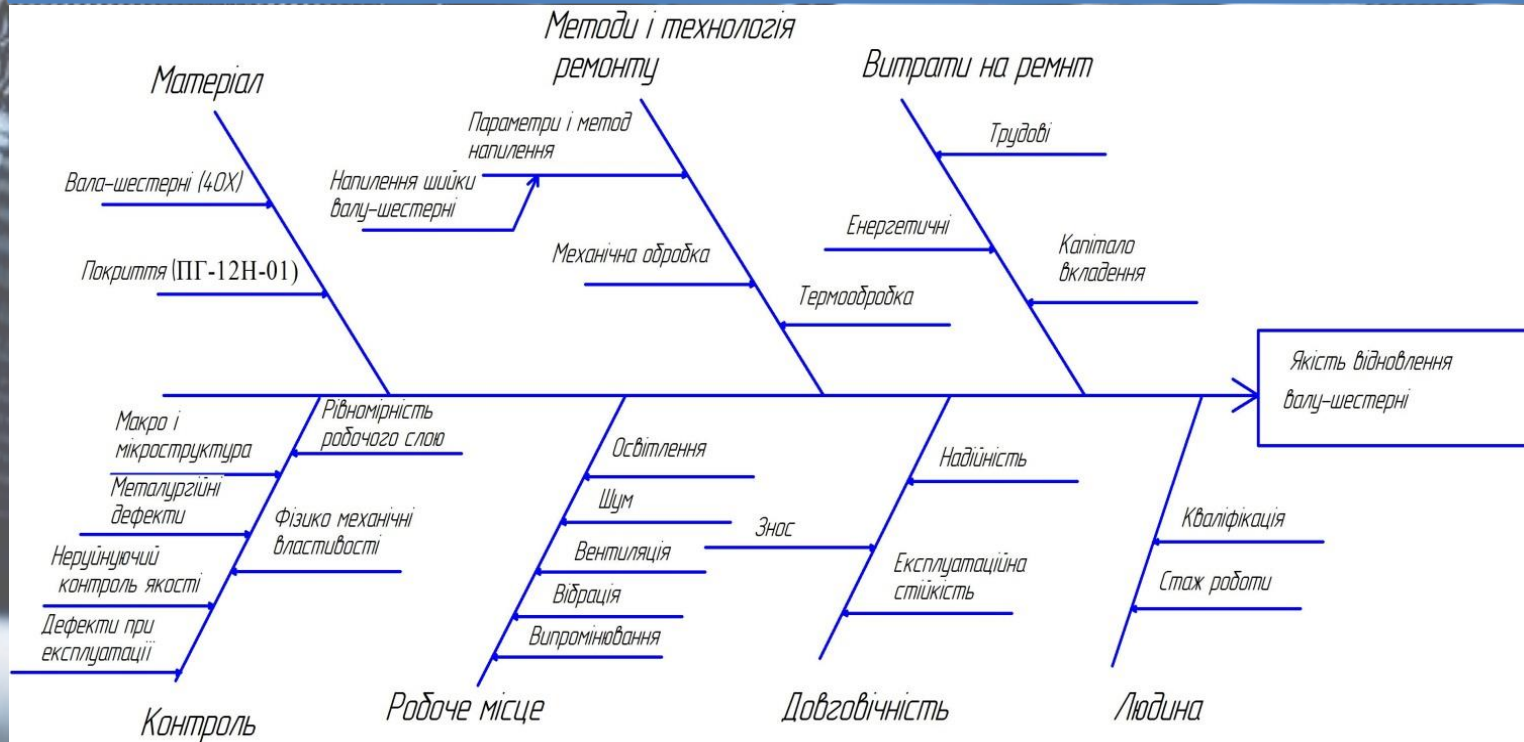 Методи і технологія
ремонту
Матеріал
Витрати на ремнт
Параметри і метод
напилення
Трудові
Вала-шестерні (40Х)
Напилення шийки
валу-шестерні
Енергетичні
Капітало
вкладення
Механічна обробка
Покриття (ПГ-12Н-01)
Термообробка
Якість відновлення
валу-шестерні
Макро і
мікроструктура
Рівномірність
робочого слою
Освітлення
Надійність
Металургійні
дефекти
Фізико механічні
властивості
Шум
Знос
Кваліфікація
Неруйнуючий
контроль якості
Вентиляція
Експлуатаційна
стійкість
Стаж роботи
Вібрація
Дефекти при
експлуатації
Випромінювання
Контроль
Робоче місце
Довговічність
Людина